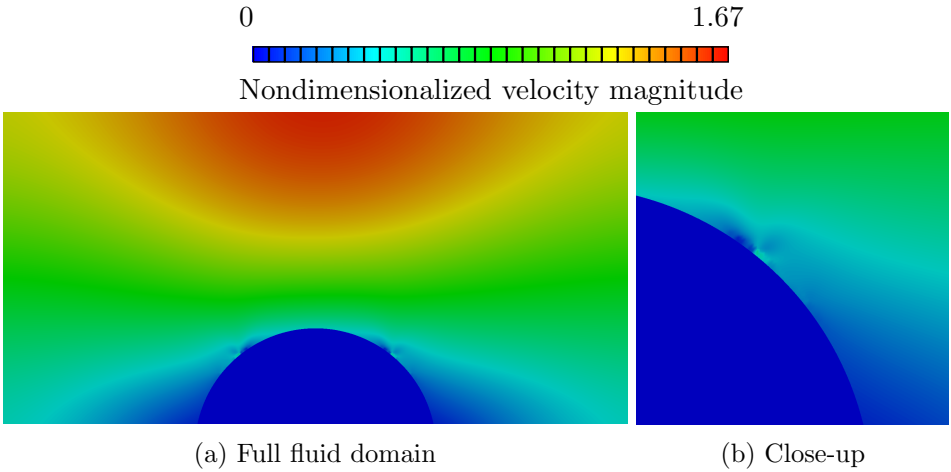 0 1.67
Nondimensionalized velocity magnitude
(a) Full fluid domain
(b) Close-up